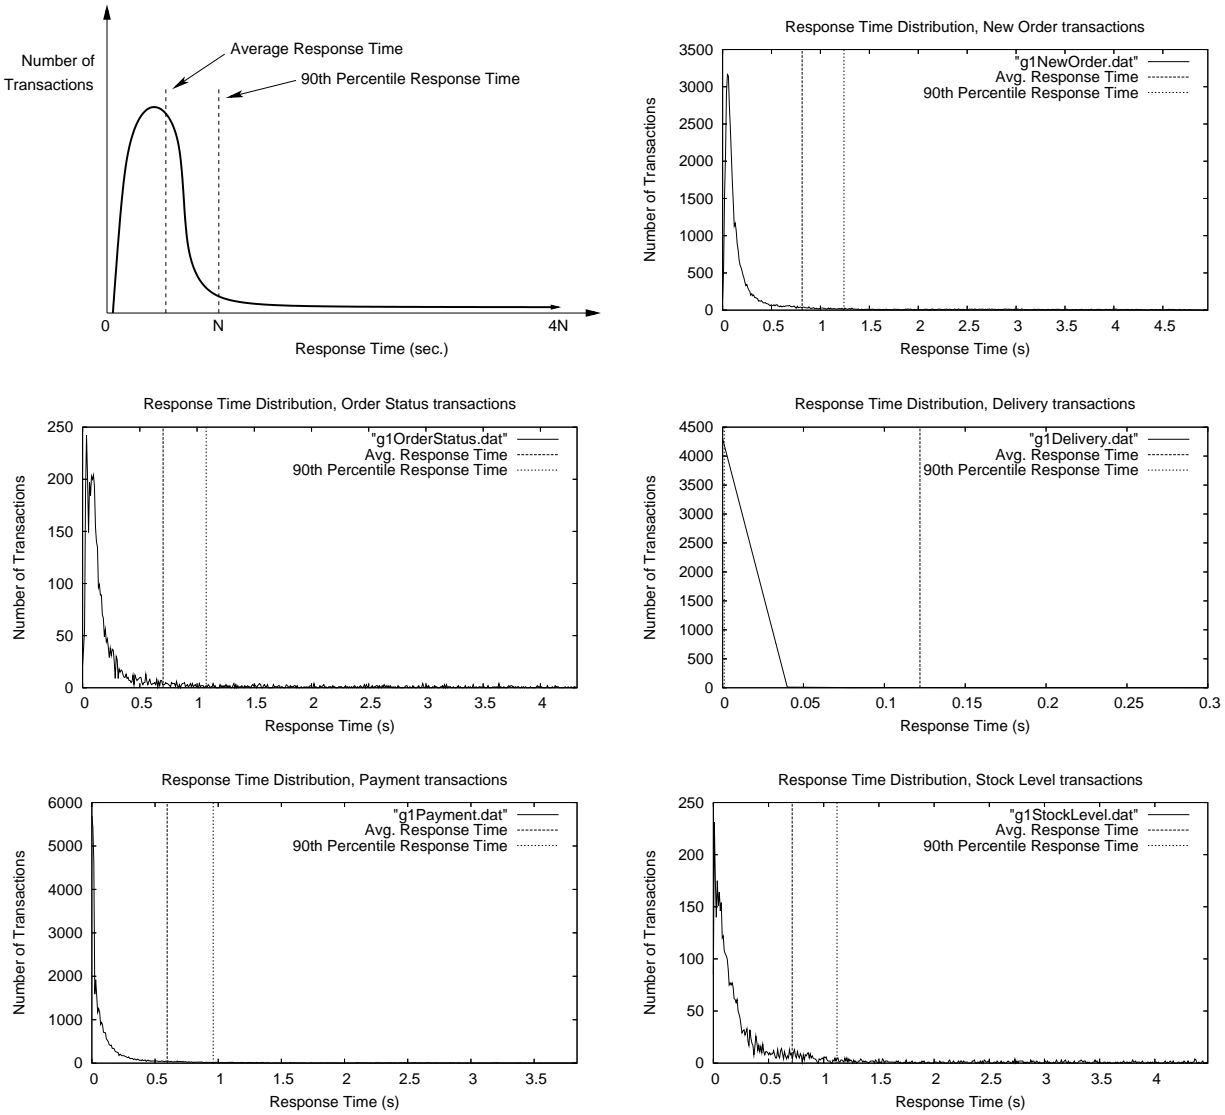 Number of
Transactions
Average Response Time
90th Percentile Response Time
0 N 4N
Response Time (sec.)
Response Time Distribution, New Order transactions
3500
3000
2500
2000
1500
1000
500
0
Number of Transactions
"g1NewOrder.dat"
Avg. Response Time
90th Percentile Response Time
0 0.5 1 1.5 2 2.5 3 3.5 4 4.5
Response Time (s)
Response Time Distribution, Order Status transactions
250
200
150
100
50
0
Number of Transactions
"g1OrderStatus.dat"
Avg. Response Time
90th Percentile Response Time
0 0.5 1 1.5 2 2.5 3 3.5 4
Response Time (s)
Response Time Distribution, Delivery transactions
4500
4000
3500
3000
2500
2000
1500
1000
500
0
Number of Transactions
"g1Delivery.dat"
Avg. Response Time
90th Percentile Response Time
0 0.05 0.1 0.15 0.2 0.25 0.3
Response Time (s)
Response Time Distribution, Payment transactions
6000
5000
4000
3000
2000
1000
0
Number of Transactions
"g1Payment.dat"
Avg. Response Time
90th Percentile Response Time
0 0.5 1 1.5 2 2.5 3 3.5
Response Time (s)
Response Time Distribution, Stock Level transactions
250
200
150
100
50
0
Number of Transactions
"g1StockLevel.dat"
Avg. Response Time
90th Percentile Response Time
0 0.5 1 1.5 2 2.5 3 3.5 4
Response Time (s)